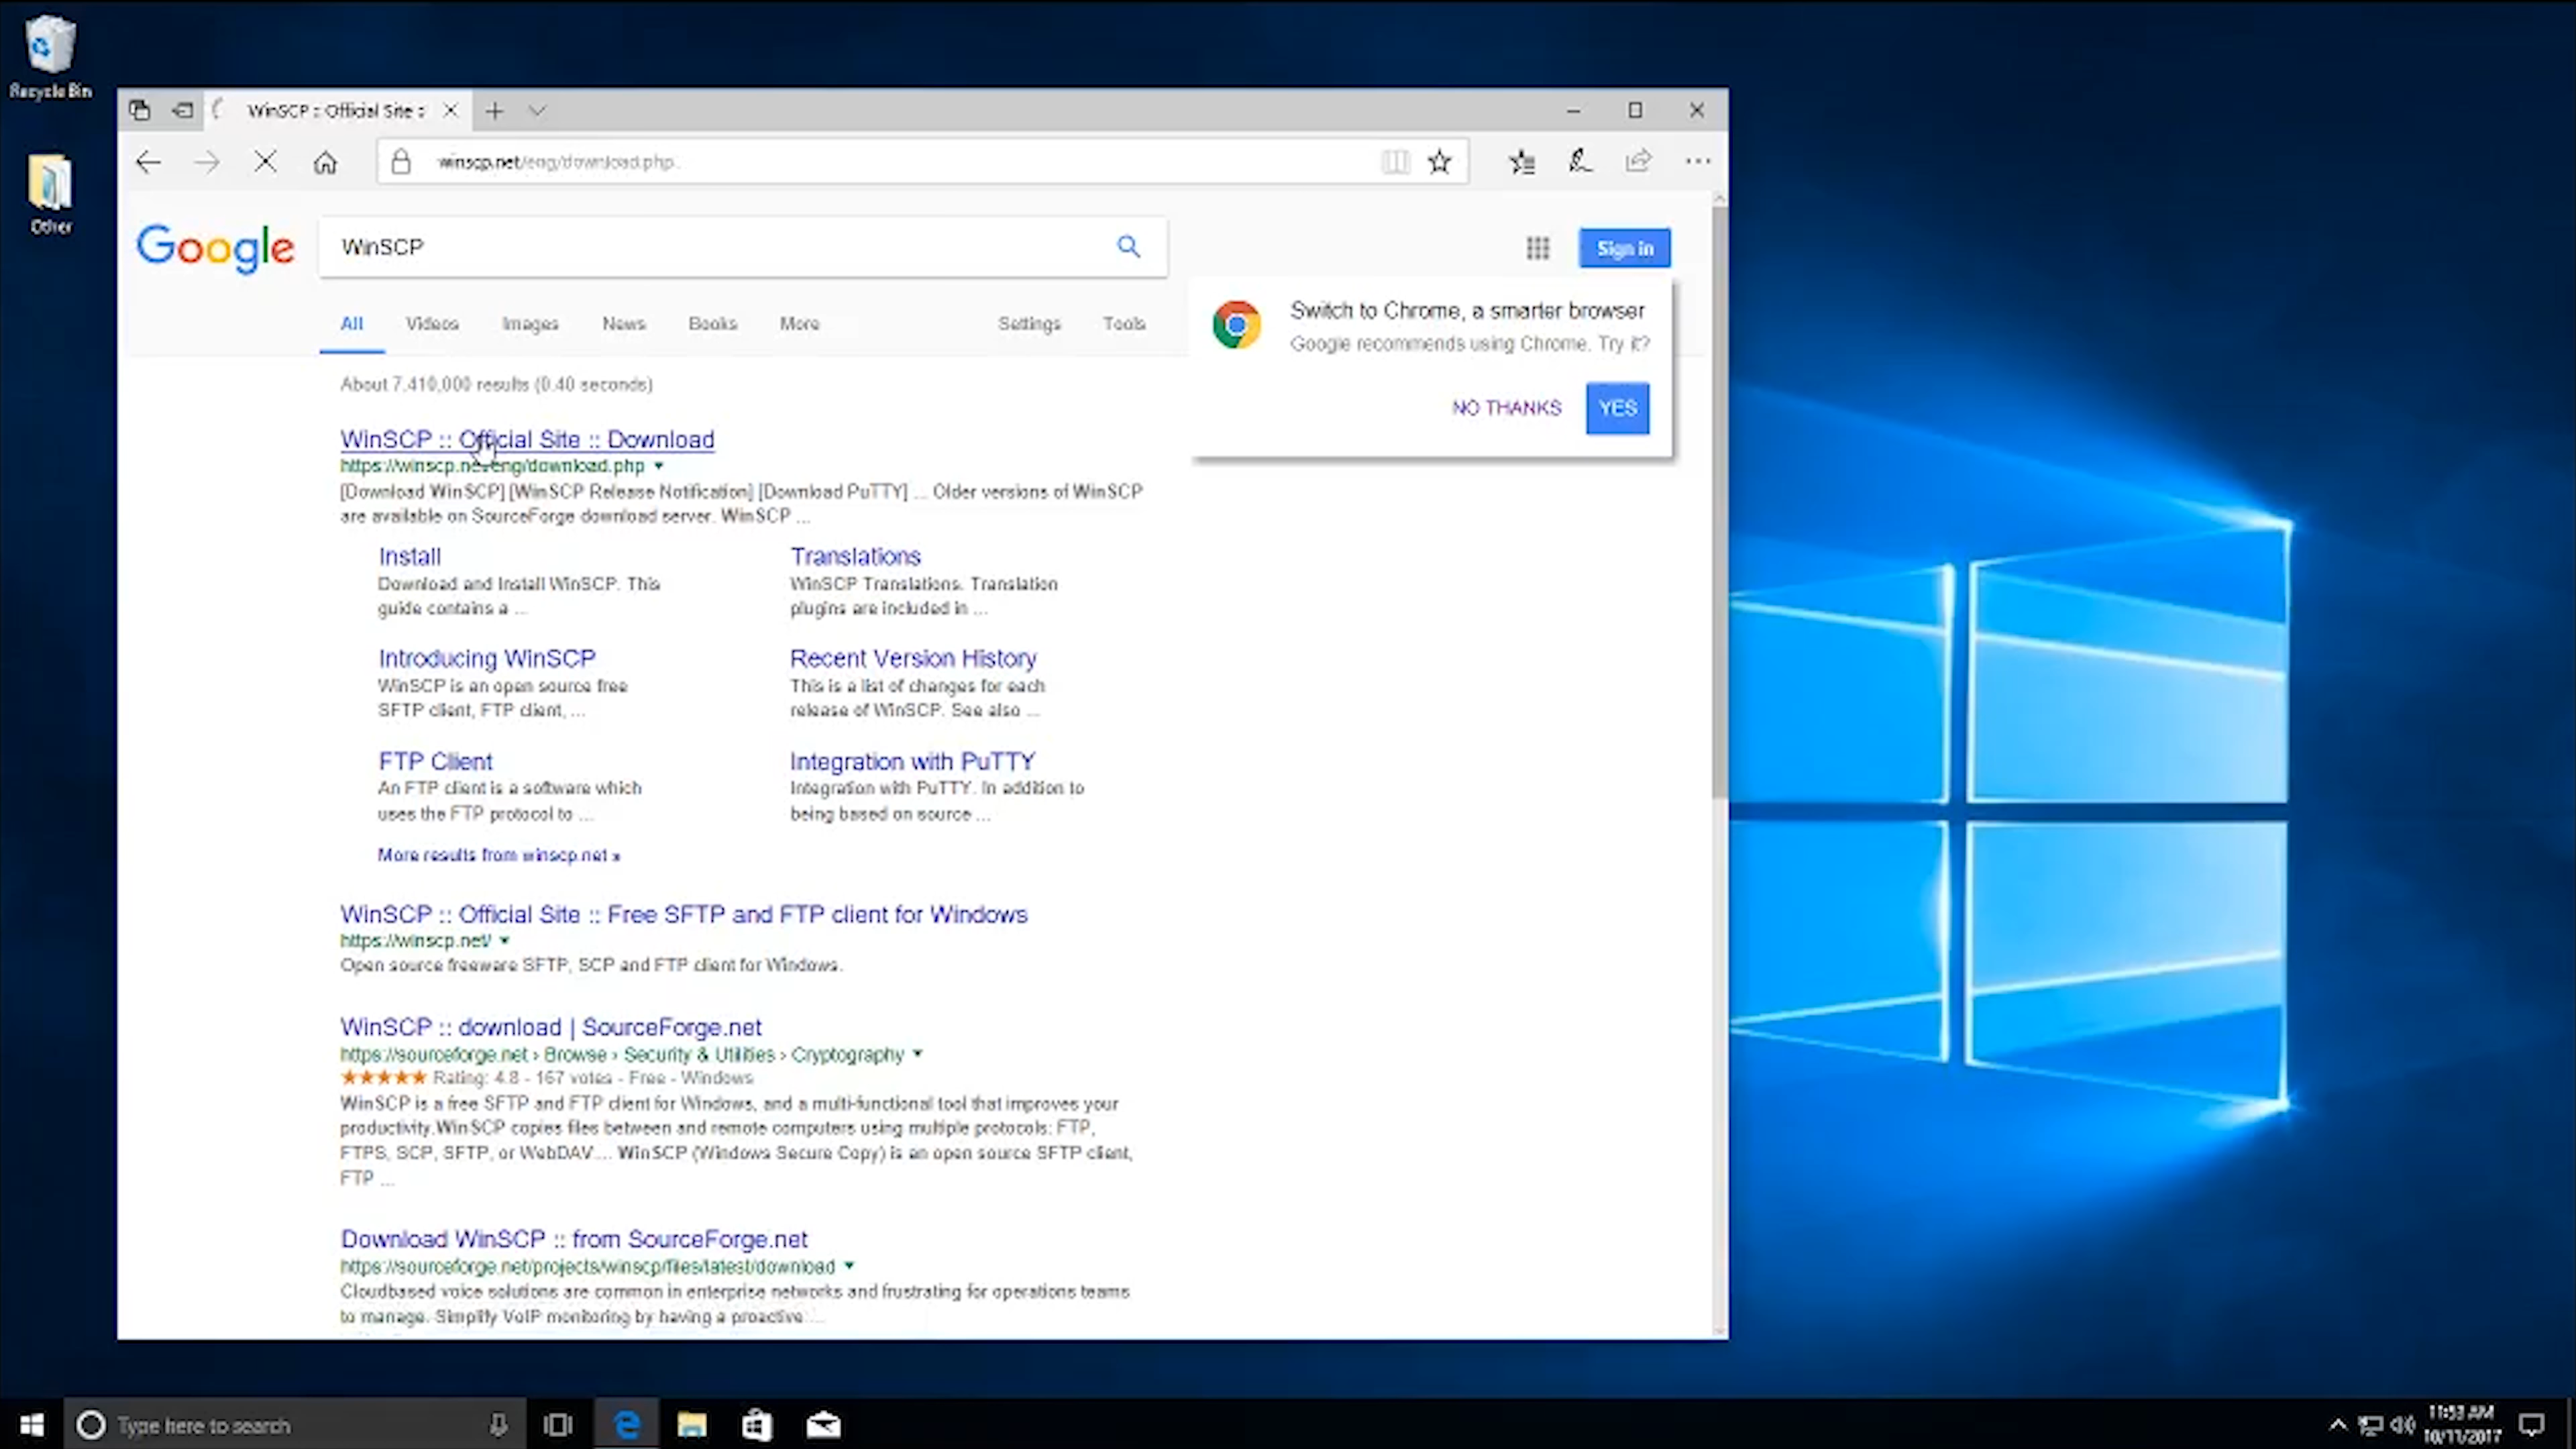 Recycle Bin
Other
WinSCP :: Official Site :
winscp.net/eng/download.php
Google
WinSCP
Sign in
Switch to Chrome, a smarter browser
Google recommends using Chrome. Try it?
NO THANKS
YES
All
Videos
Images
News
Books
More
Settings
Tools
About 7,410,000 results (0.40 seconds)
WinSCP :: Official Site :: Download
https://winscp.net/eng/download.php
[Download WinSCP] [WinSCP Release Notification] [Download PuTTY] ... Older versions of WinSCP
are available on SourceForge download server. WinSCP ...
Install
Download and Install WinSCP. This
guide contains a ...
Translations
WinSCP Translations. Translation
plugins are included in ...
Introducing WinSCP
WinSCP is an open source free
SFTP client, FTP client, ...
Recent Version History
This is a list of changes for each
release of WinSCP. See also ...
FTP Client
An FTP client is a software which
uses the FTP protocol to ...
Integration with PuTTY
Integration with PuTTY. In addition to
being based on source ...
More results from winscp.net »
WinSCP :: Official Site :: Free SFTP and FTP client for Windows
https://winscp.net/
Open source freeware SFTP, SCP and FTP client for Windows.
WinSCP :: download | SourceForge.net
https://sourceforge.net › Browse › Security & Utilities › Cryptography
Rating: 4.8 - 167 votes - Free - Windows
WinSCP is a free SFTP and FTP client for Windows, and a multi-functional tool that improves your
productivity.WinSCP copies files between and remote computers using multiple protocols: FTP,
FTPS, SCP, SFTP, or WebDAV.... WinSCP (Windows Secure Copy) is an open source SFTP client,
FTP ...
Download WinSCP :: from SourceForge.net
https://sourceforge.net/projects/winscp/files/latest/download
Cloudbased voice solutions are common in enterprise networks and frustrating for operations teams
to manage. Simplify VoIP monitoring by having a proactive ...
Type here to search
11:53 AM
10/11/2017